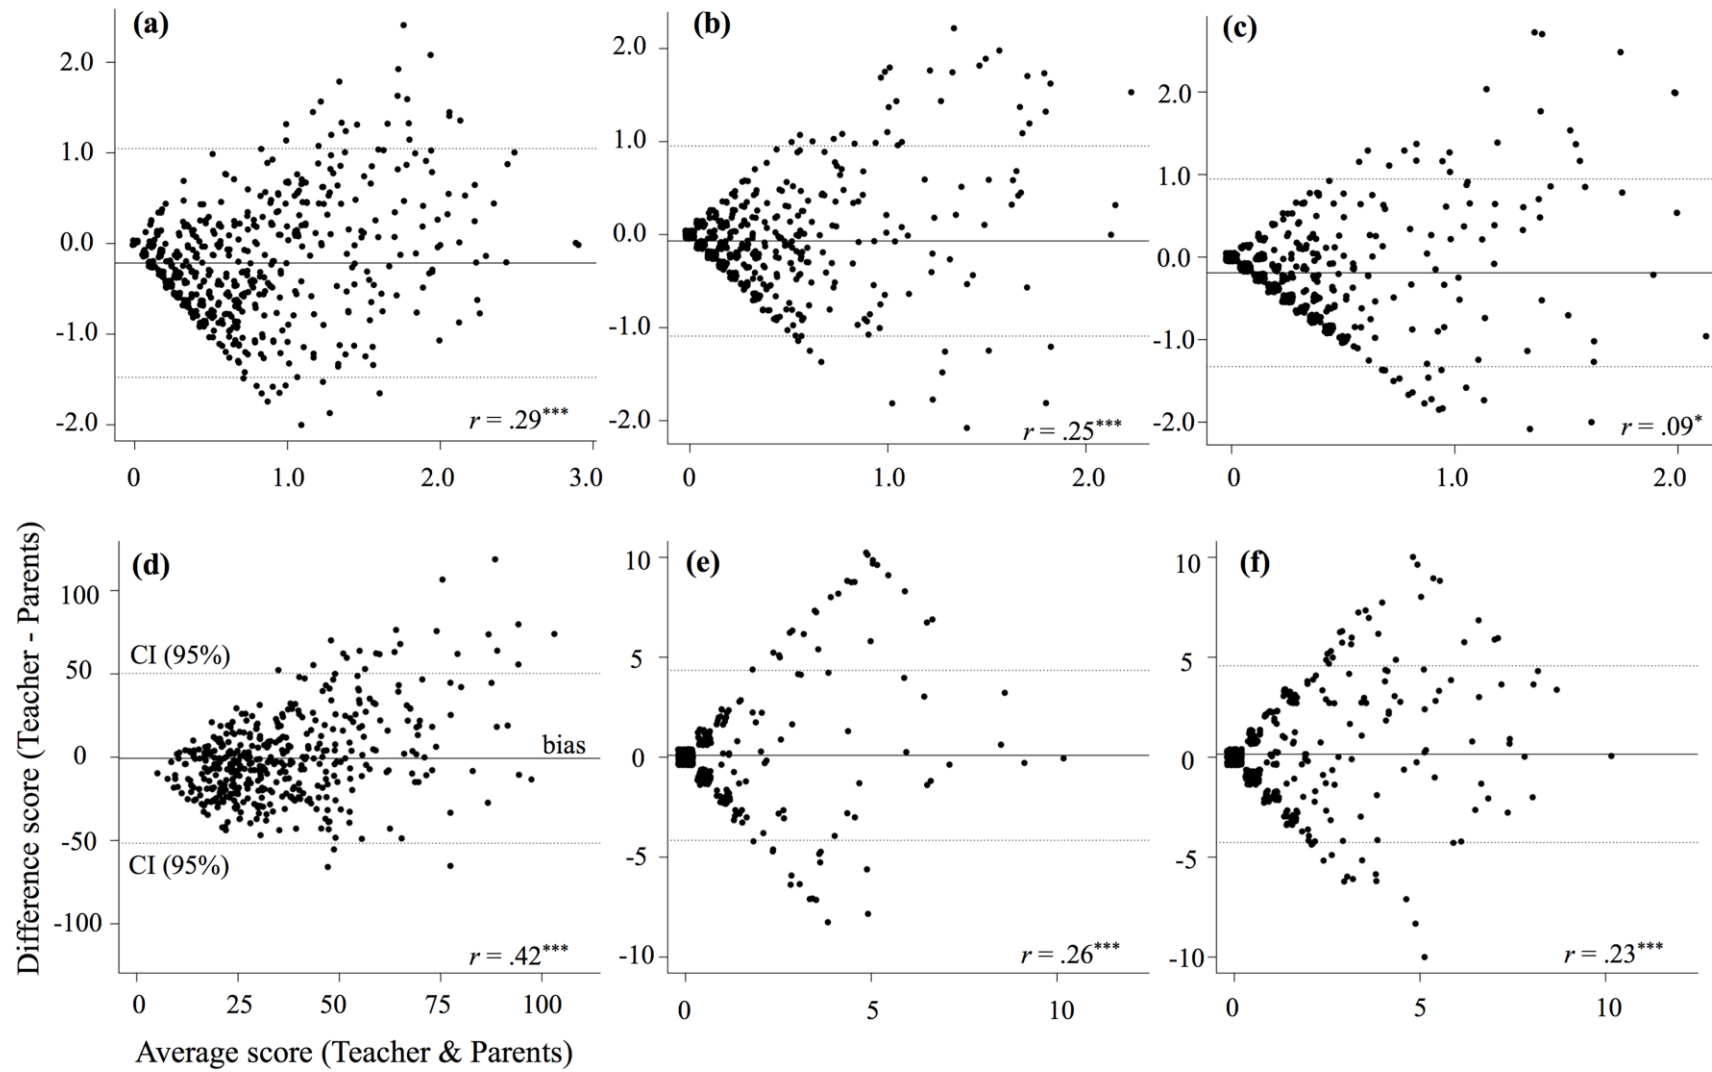 (a)
2.0
1.0
0.0
-1.0
-2.0
r = .29***
0 1.0 2.0 3.0
(b)
2.0
1.0
0.0
-1.0
-2.0
r = .25***
0 1.0 2.0
(c)
2.0
1.0
0.0
-1.0
-2.0
r = .09*
0 1.0 2.0
Difference score (Teacher - Parents)
(d)
100
50
0
-50
-100
CI (95%)
bias
CI (95%)
r = .42***
0 25 50 75 100
(e)
10
5
0
-5
-10
r = .26***
0 5 10
(f)
10
5
0
-5
-10
r = .23***
0 5 10
Average score (Teacher & Parents)